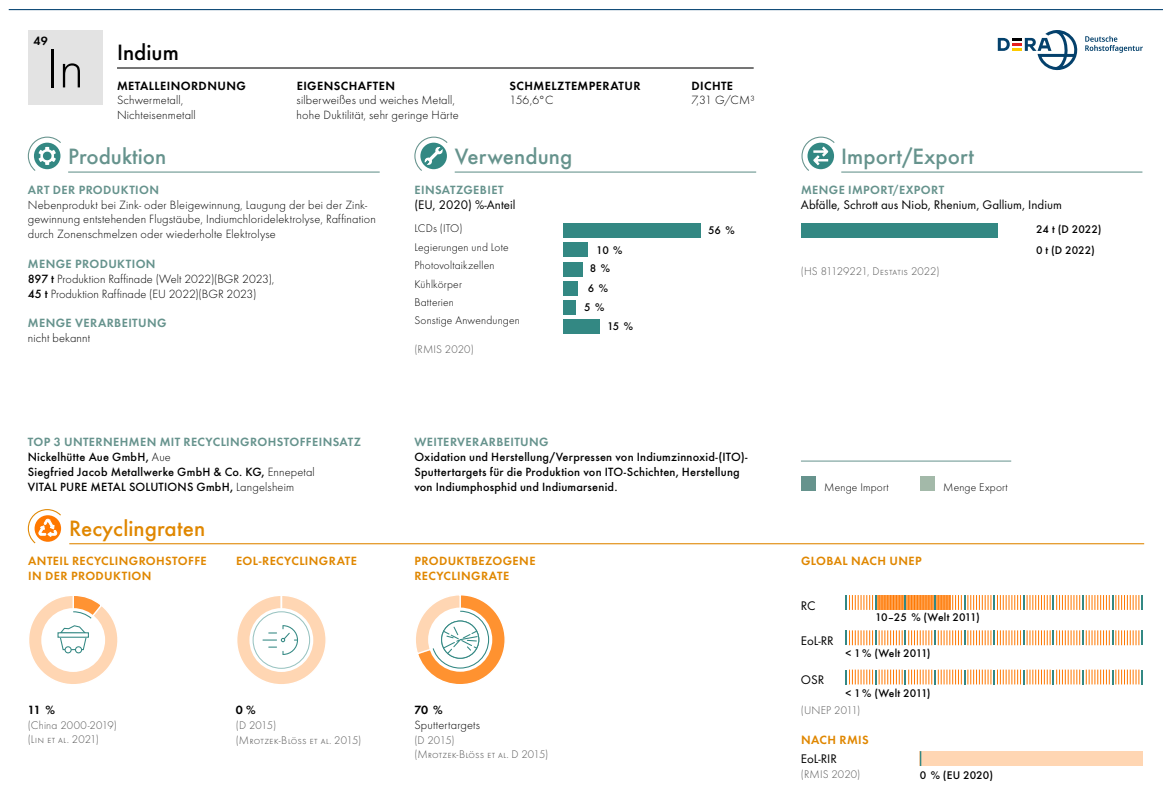 49
In
Indium
DERA Deutsche
Rohstoffagentur
METALLEINORDNUNG
Schwermetall,
Nichteisenmetall
EIGENSCHAFTEN
silberweißes und weiches Metall,
hohe Duktilität, sehr geringe Härte
SCHMELZTEMPERATUR
156,6°C
DICHTE
7,31 G/CM³
Produktion
ART DER PRODUKTION
Nebenprodukt bei Zink- oder Bleigewinnung, Laugung der bei der Zink-
gewinnung entstehenden Flugstäube, Indiumchloridelektrolyse, Raffination
durch Zonenschmelzen oder wiederholte Elektrolyse
MENGE PRODUKTION
897 t Produktion Raffinade (Welt 2022)(BGR 2023),
45 t Produktion Raffinade (EU 2022)(BGR 2023)
MENGE VERARBEITUNG
nicht bekannt
TOP 3 UNTERNEHMEN MIT RECYCLINGROHSTOFFEINSATZ
Nickelhütte Aue GmbH, Aue
Siegfried Jacob Metallwerke GmbH & Co. KG, Ennepetal
VITAL PURE METAL SOLUTIONS GmbH, Langelsheim
Verwendung
EINSATZGEBIET
(EU, 2020) %-Anteil
LCDs (ITO) 56 %
Legierungen und Lote 10 %
Photovoltaikzellen 8 %
Kühlkörper 6 %
Batterien 5 %
Sonstige Anwendungen 15 %
(RMIS 2020)
WEITERVERARBEITUNG
Oxidation und Herstellung/Verpressen von Indiumzinnoxid-(ITO)-
Sputtertargets für die Produktion von ITO-Schichten, Herstellung
von Indiumphosphid und Indiumarsenid.
Import/Export
MENGE IMPORT/EXPORT
Abfälle, Schrott aus Niob, Rhenium, Gallium, Indium
24 t (D 2022)
0 t (D 2022)
(HS 81129221, Destatis 2022)
Menge Import Menge Export
Recyclingraten
ANTEIL RECYCLINGROHSTOFFE
IN DER PRODUKTION
11 %
(China 2000-2019)
(Lin et al. 2021)
EOL-RECYCLINGRATE
0 %
(D 2015)
(Mrotzek-Blöss et al. 2015)
PRODUKTBEZOGENE
RECYCLINGRATE
70 %
Sputtertargets
(D 2015)
(Mrotzek-Blöss et al. D 2015)
GLOBAL NACH UNEP
RC
10–25 % (Welt 2011)
EoL-RR
< 1 % (Welt 2011)
OSR
< 1 % (Welt 2011)
(UNEP 2011)
NACH RMIS
EoL-RIR
(RMIS 2020)
0 % (EU 2020)